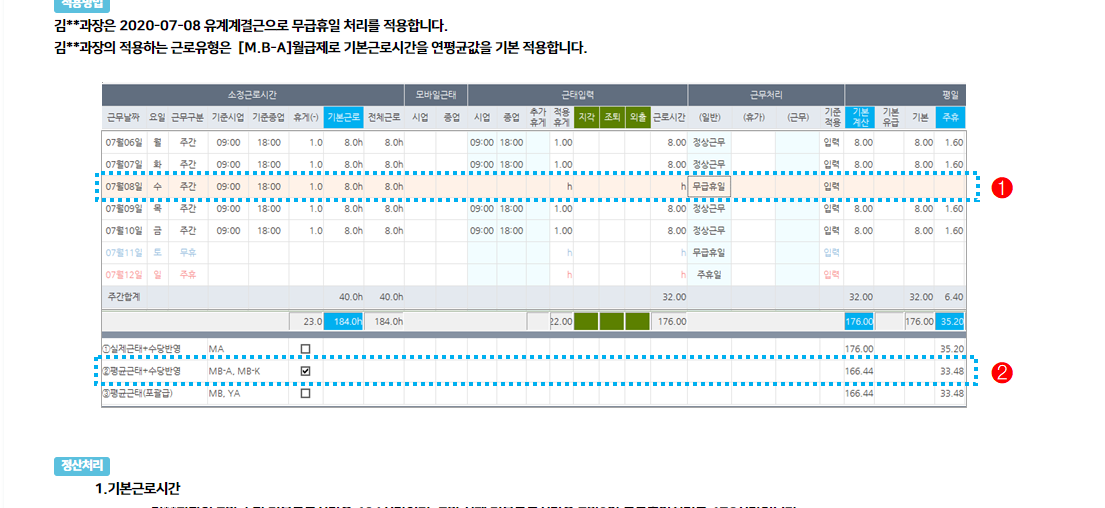 적용방법
김**과장은 2020-07-08 유계계결근으로 무급휴일 처리를 적용합니다.
김**과장의 적용하는 근로유형은 [M.B-A]월급제로 기본근로시간을 연평균값을 기본 적용합니다.
소정근로시간 모바일근태 근태입력 근무처리 평일
근무날짜 요일 근무구분 기준시업 기준종업 휴게(-) 기본근로 전체근로 시업 종업 시업 종업 추가휴게 적용휴게 지각 조퇴 외출 근로시간 (일반) (휴가) (근무) 기준적용 기본계산 기본유급 기본 주휴
07월06일 월 주간 09:00 18:00 1.0 8.0h 8.0h 09:00 18:00 1.00 8.00 정상근무 입력 8.00 8.00 1.60
07월07일 화 주간 09:00 18:00 1.0 8.0h 8.0h 09:00 18:00 1.00 8.00 정상근무 입력 8.00 8.00 1.60
07월08일 수 주간 09:00 18:00 1.0 8.0h 8.0h h h 무급휴일 입력 1
07월09일 목 주간 09:00 18:00 1.0 8.0h 8.0h 09:00 18:00 1.00 8.00 정상근무 입력 8.00 8.00 1.60
07월10일 금 주간 09:00 18:00 1.0 8.0h 8.0h 09:00 18:00 1.00 8.00 정상근무 입력 8.00 8.00 1.60
07월11일 토 무휴 h h 무급휴일 입력
07월12일 일 주휴 h h 주휴일 입력
주간합계 40.0h 40.0h 32.00 32.00 32.00 6.40
23.0 184.0h 184.0h 22.00 176.00 176.00 176.00 35.20
①실제근태+수당반영 MA 176.00 35.20
②평균근태+수당반영 MB-A, MB-K 166.44 33.48 2
③평균근태(포괄급) MB, YA 166.44 33.48
정산처리
1.기본근로시간